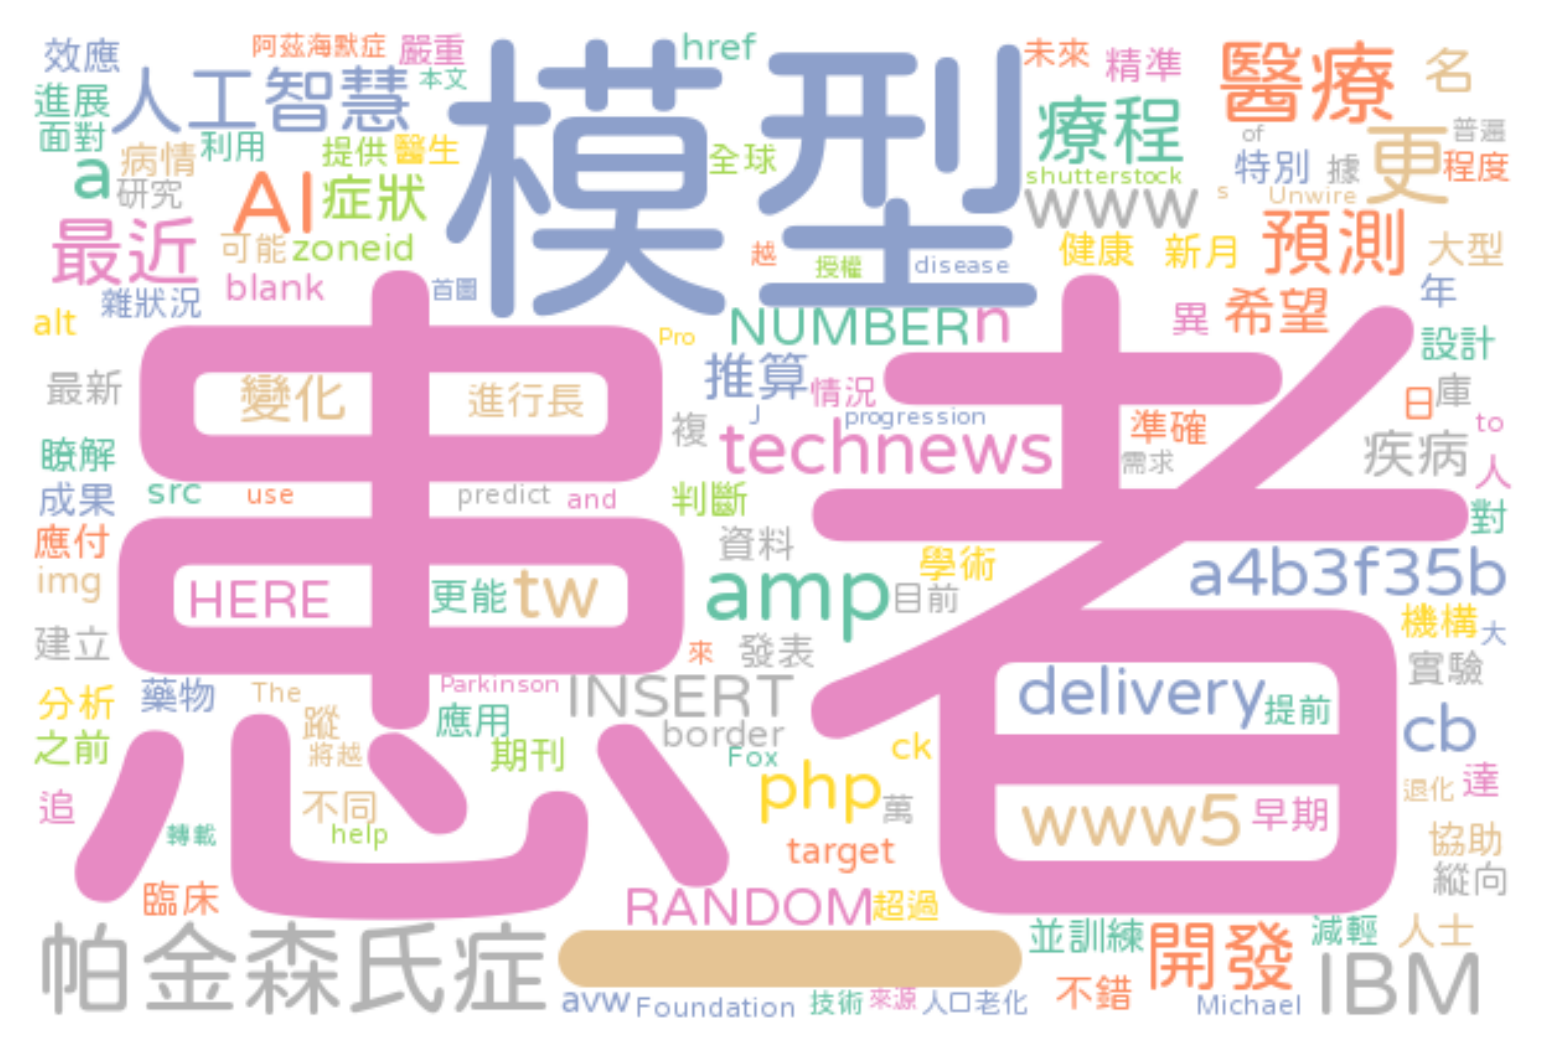 效應
阿茲海默症
嚴重
href
未來
精準
醫療
名
進展
人工智慧
本文
模型
療程
of
普遍
面對
利用
提供
醫生
全球
特別
據
更
程度
a
病情
研究
AI
症狀
shutterstock
www
s
Unwire
最近
可能
zoneid
越
授權
disease
健康
新月
預測
大型
blank
首圖
雜狀況
年
alt
患者
Pro
NUMBER
n
異
希望
設計
最新
變化
進行長
推算
情況
日
庫
複
J
progression
準確
to
technews
需求
疾病
人
瞭解
成果
src
use
predict
and
判斷
對
應付
資料
學術
a4b3f35b
img
HERE
更能
tw
amp
目前
機構
大
建立
來
發表
實驗
分析
藥物
The
Parkinson
INSERT
delivery
提前
cb
蹤
應用
border
之前
將越
期刊
Fox
ck
追
不同
php
萬
www5
早期
退化
達
轉載
help
target
協助
臨床
縱向
RANDOM
超過
帕金森氏症
一
並訓練
開發
減輕
人士
IBM
avw
Foundation
技術
來源
人口老化
不錯
Michael